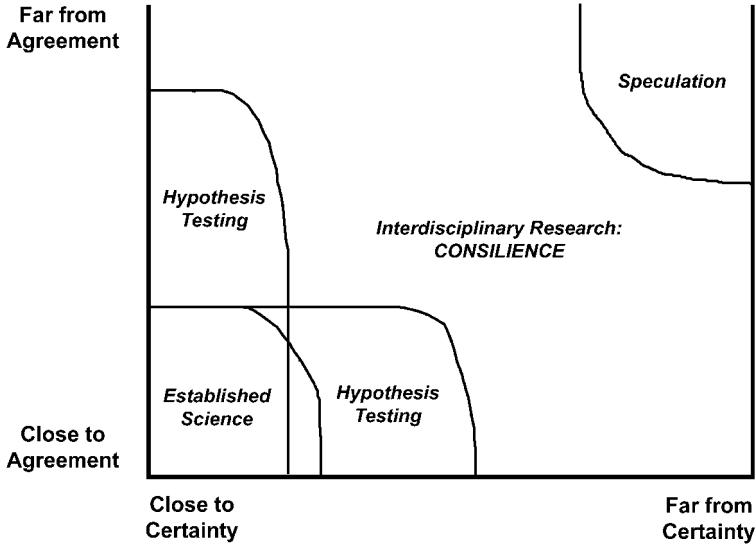 Far from
Agreement
Speculation
Hypothesis
Testing
Interdisciplinary Research:
CONSILIENCE
Established
Science
Hypothesis
Testing
Close to
Agreement
Close to
Certainty
Far from
Certainty